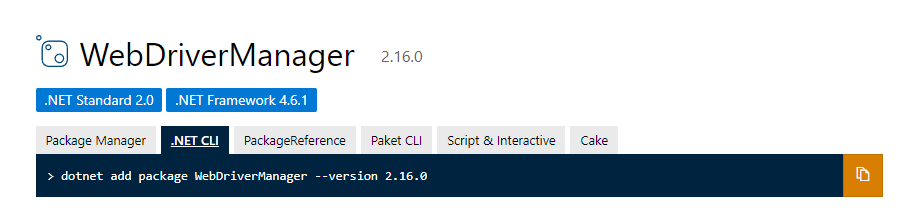 WebDriverManager 2.16.0
.NET Standard 2.0 .NET Framework 4.6.1
Package Manager .NET CLI PackageReference Paket CLI Script & Interactive Cake
> dotnet add package WebDriverManager --version 2.16.0